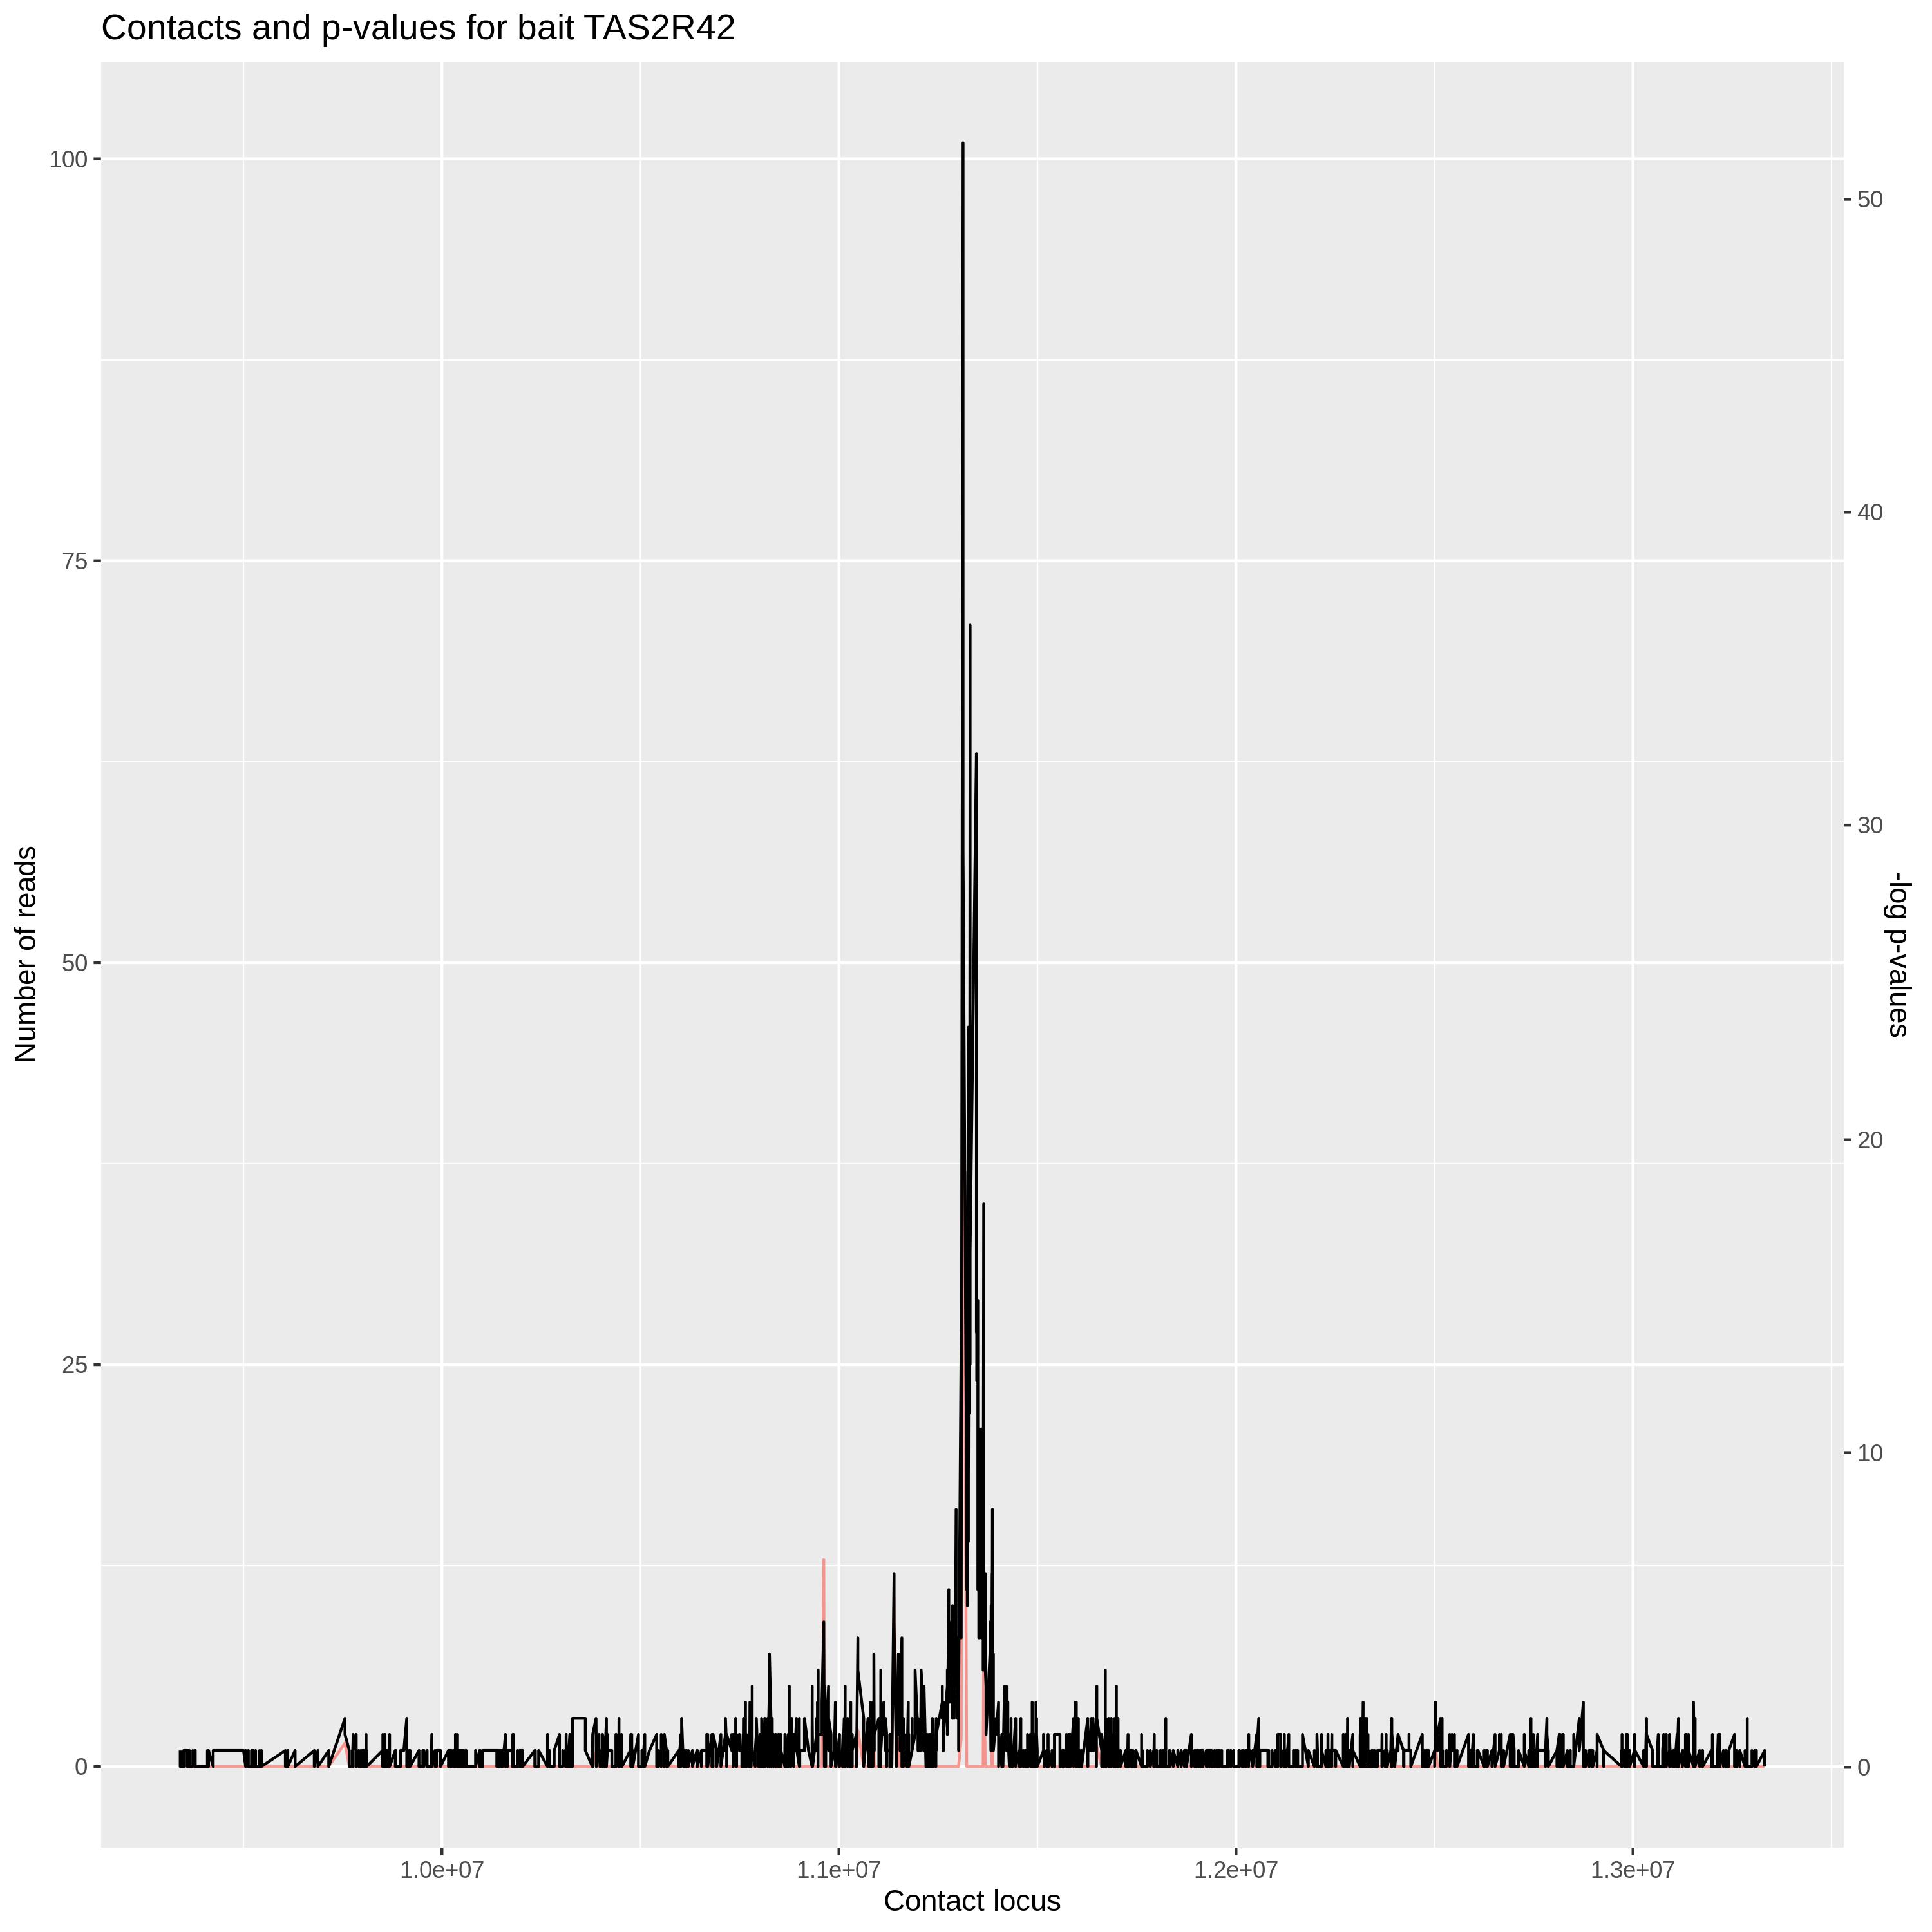 Contacts and p-values for bait TAS2R42
100
75
50
25
0
Number of reads
50
40
30
20
10
0
-log p-values
1.0e+07
1.1e+07
1.2e+07
1.3e+07
Contact locus